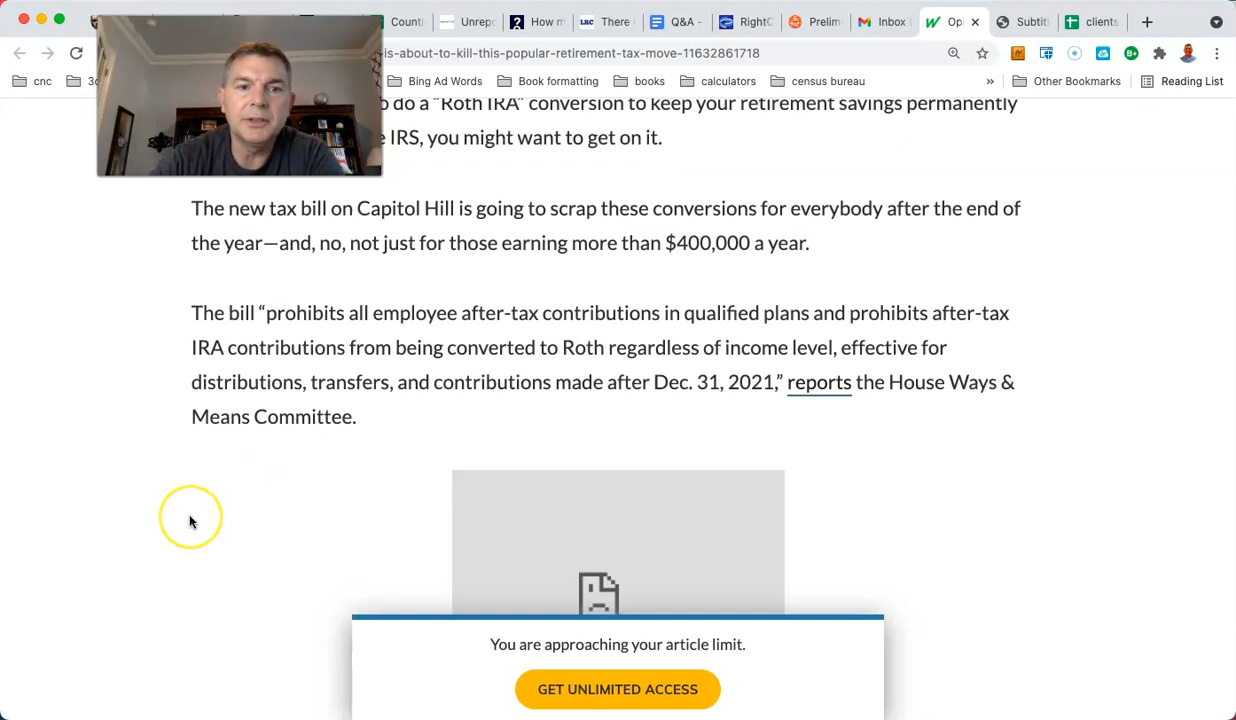 Counti
Unrepo
How m
LRC There
Q&A -
RightC
Prelim
Inbox
Op
Subtit
clients
is-about-to-kill-this-popular-retirement-tax-move-11632861718
cnc
Bing Ad Words
Book formatting
books
calculators
census bureau
»
Other Bookmarks
Reading List
do a “Roth IRA” conversion to keep your retirement savings permanently
IRS, you might want to get on it.
The new tax bill on Capitol Hill is going to scrap these conversions for everybody after the end of
the year—and, no, not just for those earning more than $400,000 a year.
The bill “prohibits all employee after-tax contributions in qualified plans and prohibits after-tax
IRA contributions from being converted to Roth regardless of income level, effective for
distributions, transfers, and contributions made after Dec. 31, 2021,” reports the House Ways &
Means Committee.
You are approaching your article limit.
GET UNLIMITED ACCESS